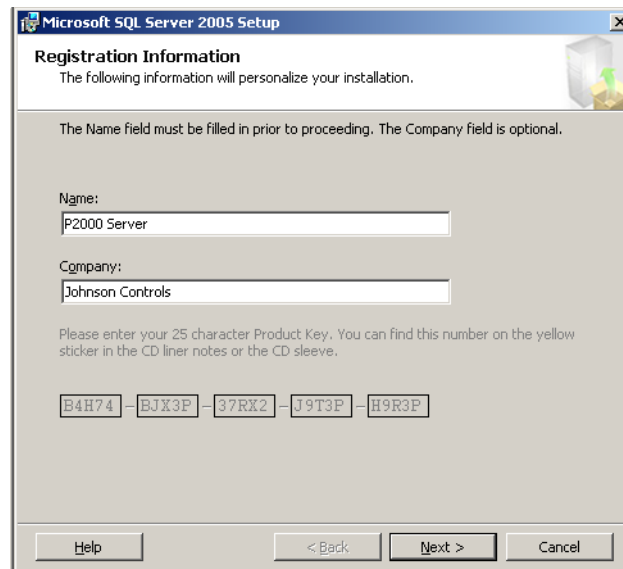 Microsoft SQL Server 2005 Setup
Registration Information
The following information will personalize your installation.
The Name field must be filled in prior to proceeding. The Company field is optional.
Name:
P2000 Server
Company:
Johnson Controls
Please enter your 25 character Product Key. You can find this number on the yellow
sticker in the CD liner notes or the CD sleeve.
B4H74 - BJX3P - 37RX2 - J9T3P - H9R3P
Help < Back Next > Cancel